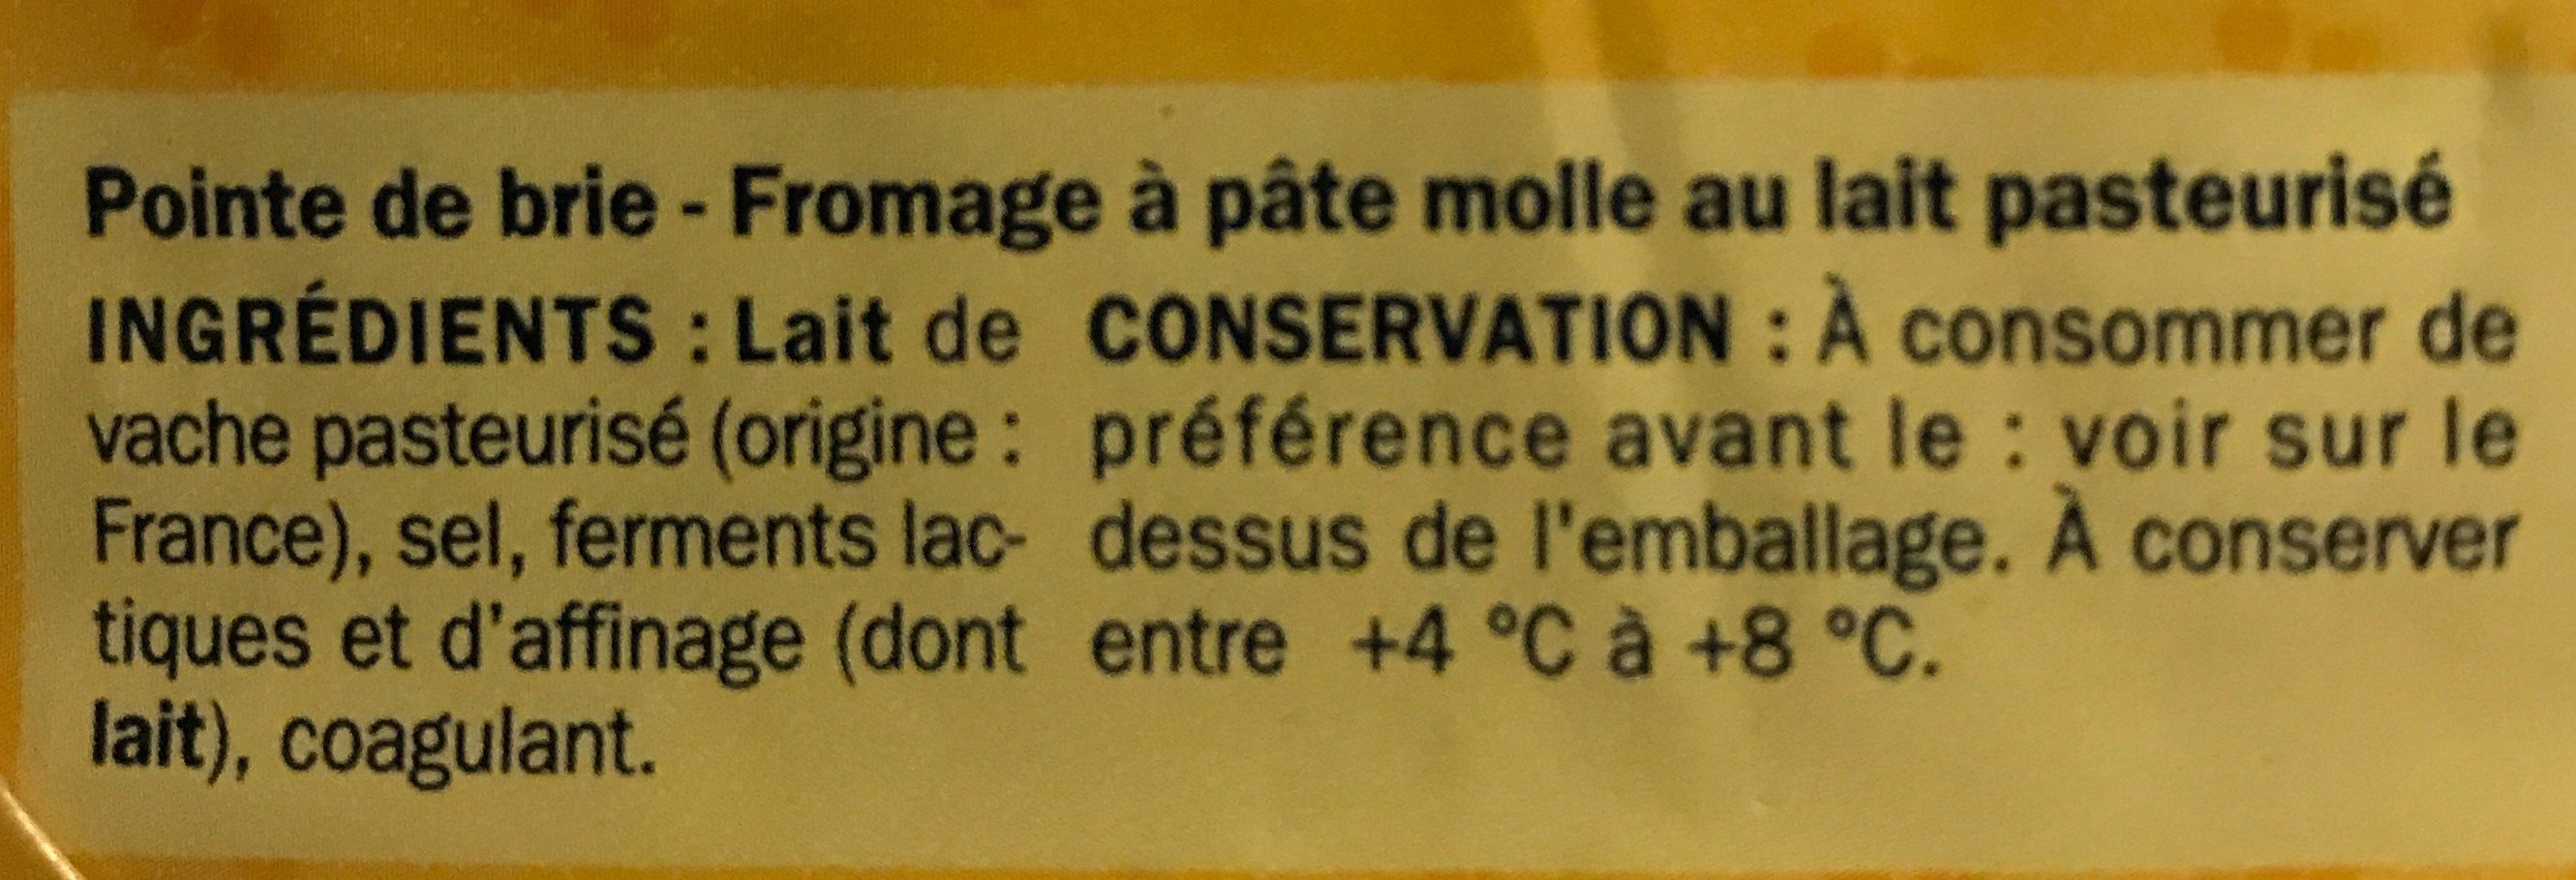 Pointe de brie - Fromage à pâte molle au lait pasteurisé
INGRÉDIENTS : Lait de
vache pasteurisé (origine :
France), sel, ferments lac-
tiques et d'affinage (dont
lait), coagulant.
CONSERVATION : À consommer de
préférence avant le : voir sur le
dessus de l'emballage. À conserver
entre +4 °C à +8 °C.